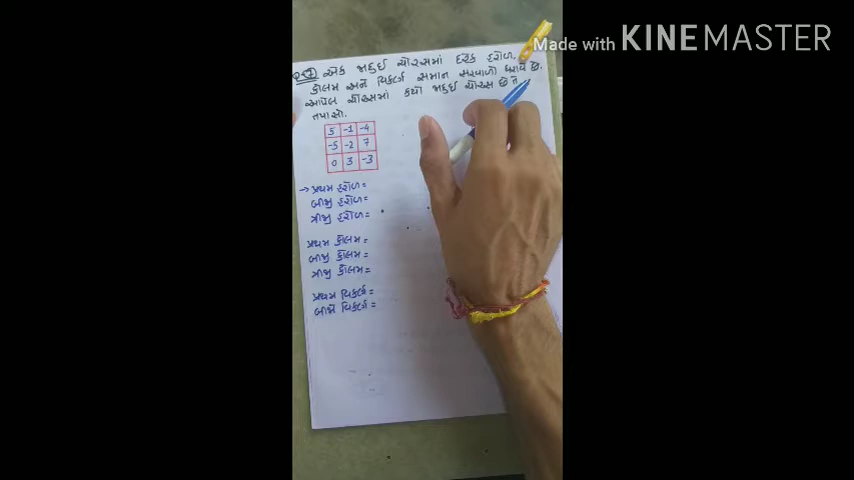 Made with KINEMASTER
Q-7 એક જાદુઈ ચોરસમાં દરેક હરોળ,
કૉલમ અને વિકર્ણ સમાન સરવાળો ધરાવે છે.
આપેલ ચોરસમાં કયો જાદુઈ ચોરસ છે તે
તપાસો.
5 -1 -4
-5 -2 7
0 3 -3
→ પ્રથમ હરોળ =
બીજી હરોળ =
ત્રીજી હરોળ =
પ્રથમ કૉલમ =
બીજી કૉલમ =
ત્રીજી કૉલમ =
પ્રથમ વિકર્ણ =
બીજો વિકર્ણ =